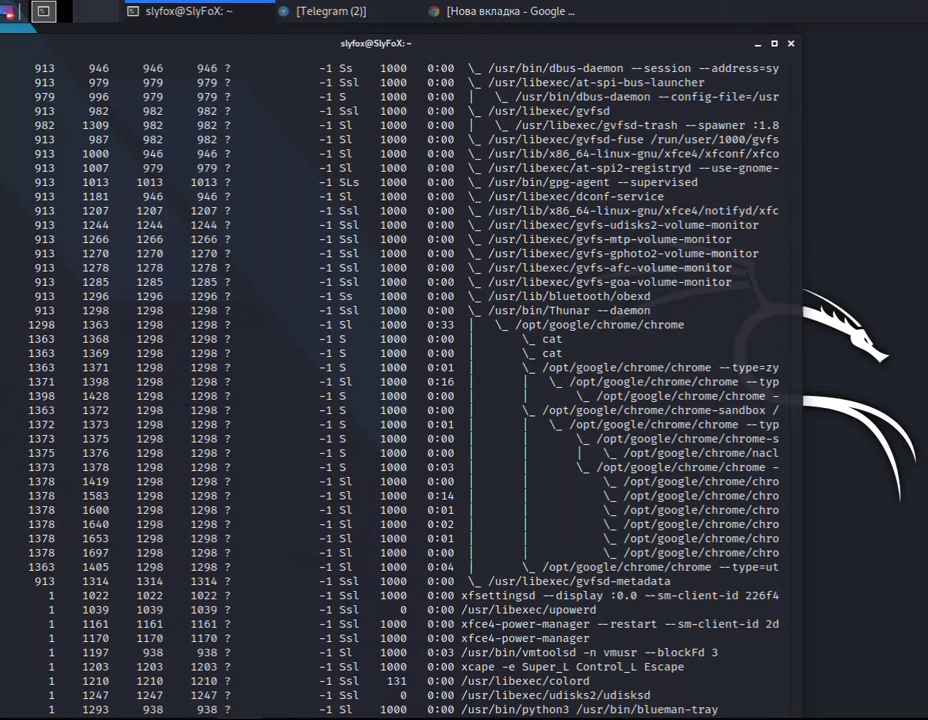 slyfox@SlyFoX: ~
[Telegram (2)]
[Нова вкладка - Google ...
slyfox@SlyFoX: ~
913 946 946 946 ? -1 Ss 1000 0:00 \_ /usr/bin/dbus-daemon --session --address=sy
913 979 979 979 ? -1 Ssl 1000 0:00 \_ /usr/libexec/at-spi-bus-launcher
979 996 979 979 ? -1 S 1000 0:00 | \_ /usr/bin/dbus-daemon --config-file=/usr
913 982 982 982 ? -1 Ssl 1000 0:00 \_ /usr/libexec/gvfsd
982 1309 982 982 ? -1 Sl 1000 0:00 | \_ /usr/libexec/gvfsd-trash --spawner :1.8
913 987 982 982 ? -1 Sl 1000 0:00 \_ /usr/libexec/gvfsd-fuse /run/user/1000/gvfs
913 1000 946 946 ? -1 Sl 1000 0:00 \_ /usr/lib/x86_64-linux-gnu/xfce4/xfconf/xfco
913 1007 979 979 ? -1 Sl 1000 0:00 \_ /usr/libexec/at-spi2-registryd --use-gnome-
913 1013 1013 1013 ? -1 SLs 1000 0:00 \_ /usr/bin/gpg-agent --supervised
913 1181 946 946 ? -1 Sl 1000 0:00 \_ /usr/libexec/dconf-service
913 1207 1207 1207 ? -1 Ssl 1000 0:00 \_ /usr/lib/x86_64-linux-gnu/xfce4/notifyd/xfc
913 1244 1244 1244 ? -1 Ssl 1000 0:00 \_ /usr/libexec/gvfs-udisks2-volume-monitor
913 1266 1266 1266 ? -1 Ssl 1000 0:00 \_ /usr/libexec/gvfs-mtp-volume-monitor
913 1270 1270 1270 ? -1 Ssl 1000 0:00 \_ /usr/libexec/gvfs-gphoto2-volume-monitor
913 1278 1278 1278 ? -1 Ssl 1000 0:00 \_ /usr/libexec/gvfs-afc-volume-monitor
913 1285 1285 1285 ? -1 Ssl 1000 0:00 \_ /usr/libexec/gvfs-goa-volume-monitor
913 1296 1296 1296 ? -1 Ss 1000 0:00 \_ /usr/lib/bluetooth/obexd
913 1298 1298 1298 ? -1 Ssl 1000 0:00 \_ /usr/bin/Thunar --daemon
1298 1363 1298 1298 ? -1 Sl 1000 0:33 | \_ /opt/google/chrome/chrome
1363 1368 1298 1298 ? -1 S 1000 0:00 | \_ cat
1363 1369 1298 1298 ? -1 S 1000 0:00 | \_ cat
1363 1371 1298 1298 ? -1 S 1000 0:01 | \_ /opt/google/chrome/chrome --type=zy
1371 1398 1298 1298 ? -1 Sl 1000 0:16 | | \_ /opt/google/chrome/chrome --typ
1398 1428 1298 1298 ? -1 S 1000 0:00 | | \_ /opt/google/chrome/chrome -
1363 1372 1298 1298 ? -1 S 1000 0:00 | \_ /opt/google/chrome/chrome-sandbox /
1372 1373 1298 1298 ? -1 S 1000 0:01 | | \_ /opt/google/chrome/chrome --typ
1373 1375 1298 1298 ? -1 S 1000 0:00 | | \_ /opt/google/chrome/chrome-s
1375 1376 1298 1298 ? -1 S 1000 0:00 | | | \_ /opt/google/chrome/nacl
1373 1378 1298 1298 ? -1 S 1000 0:03 | | \_ /opt/google/chrome/chrome -
1378 1419 1298 1298 ? -1 Sl 1000 0:00 | | \_ /opt/google/chrome/chro
1378 1583 1298 1298 ? -1 Sl 1000 0:14 | | \_ /opt/google/chrome/chro
1378 1600 1298 1298 ? -1 Sl 1000 0:01 | | \_ /opt/google/chrome/chro
1378 1640 1298 1298 ? -1 Sl 1000 0:02 | | \_ /opt/google/chrome/chro
1378 1653 1298 1298 ? -1 Sl 1000 0:01 | | \_ /opt/google/chrome/chro
1378 1697 1298 1298 ? -1 Sl 1000 0:00 | | \_ /opt/google/chrome/chro
1363 1405 1298 1298 ? -1 Sl 1000 0:04 | \_ /opt/google/chrome/chrome --type=ut
913 1314 1314 1314 ? -1 Ssl 1000 0:00 \_ /usr/libexec/gvfsd-metadata
1 1022 1022 1022 ? -1 Ssl 1000 0:00 xfsettingsd --display :0.0 --sm-client-id 226f4
1 1039 1039 1039 ? -1 Ssl 0 0:00 /usr/libexec/upowerd
1 1161 1161 1161 ? -1 Ssl 1000 0:00 xfce4-power-manager --restart --sm-client-id 2d
1 1170 1170 1170 ? -1 Ssl 1000 0:00 xfce4-power-manager
1 1197 938 938 ? -1 Sl 1000 0:03 /usr/bin/vmtoolsd -n vmusr --blockFd 3
1 1203 1203 1203 ? -1 Ssl 1000 0:00 xcape -e Super_L Control_L Escape
1 1210 1210 1210 ? -1 Ssl 131 0:00 /usr/libexec/colord
1 1247 1247 1247 ? -1 Ssl 0 0:00 /usr/libexec/udisks2/udisksd
1 1293 938 938 ? -1 Sl 1000 0:00 /usr/bin/python3 /usr/bin/blueman-tray